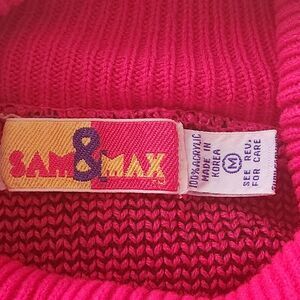 SAM & MAX
100% ACRYLIC
MADE IN
KOREA
M
SEE REV.
FOR CARE